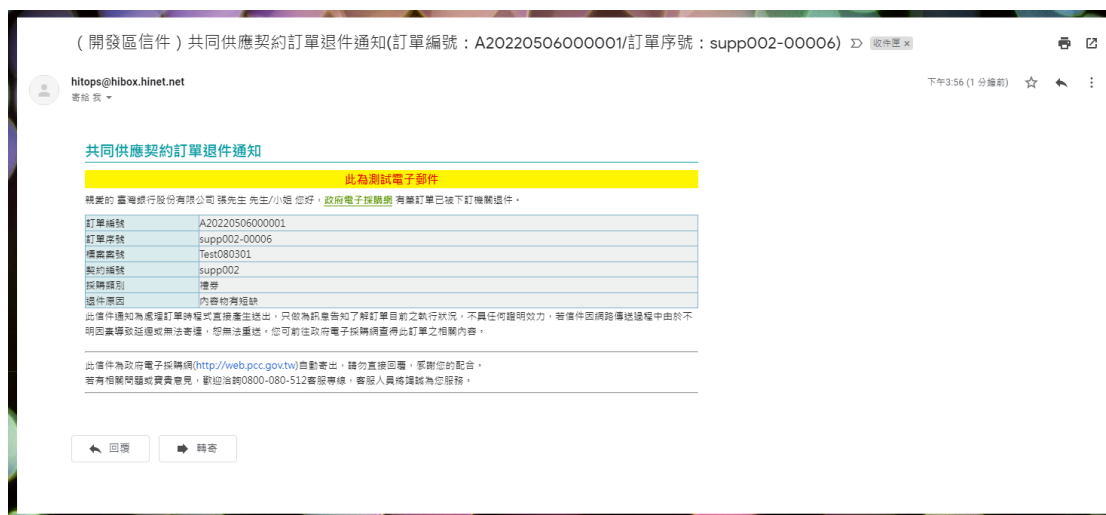 (開發區信件)共同供應契約訂單退件通知(訂單編號:A20220506000001/訂單序號:supp002-00006) 收件匣 x
hitops@hibox.hinet.net
下午3:56 (1 分鐘前)
寄給 我
共同供應契約訂單退件通知
此為測試電子郵件
親愛的 臺灣銀行股份有限公司 張先生 先生/小姐 您好,政府電子採購網 有筆訂單已被下訂機關退件。
訂單編號 A20220506000001
訂單序號 supp002-00006
標案案號 Test080301
契約編號 supp002
採購類別 禮券
退件原因 內容物有短缺
此信件通知為處理訂單時程式直接產生送出,只做為訊息告知了解訂單目前之執行狀況,不具任何證明效力,若信件因網路傳送過程中由於不
明因素導致延遲或無法寄達,恕無法重送。您可前往政府電子採購網查得此訂單之相關內容。
此信件為政府電子採購網(http://web.pcc.gov.tw)自動寄出,請勿直接回覆,感謝您的配合。
若有相關問題或寶貴意見,歡迎洽詢0800-080-512客服專線,客服人員將竭誠為您服務。
回覆 轉寄